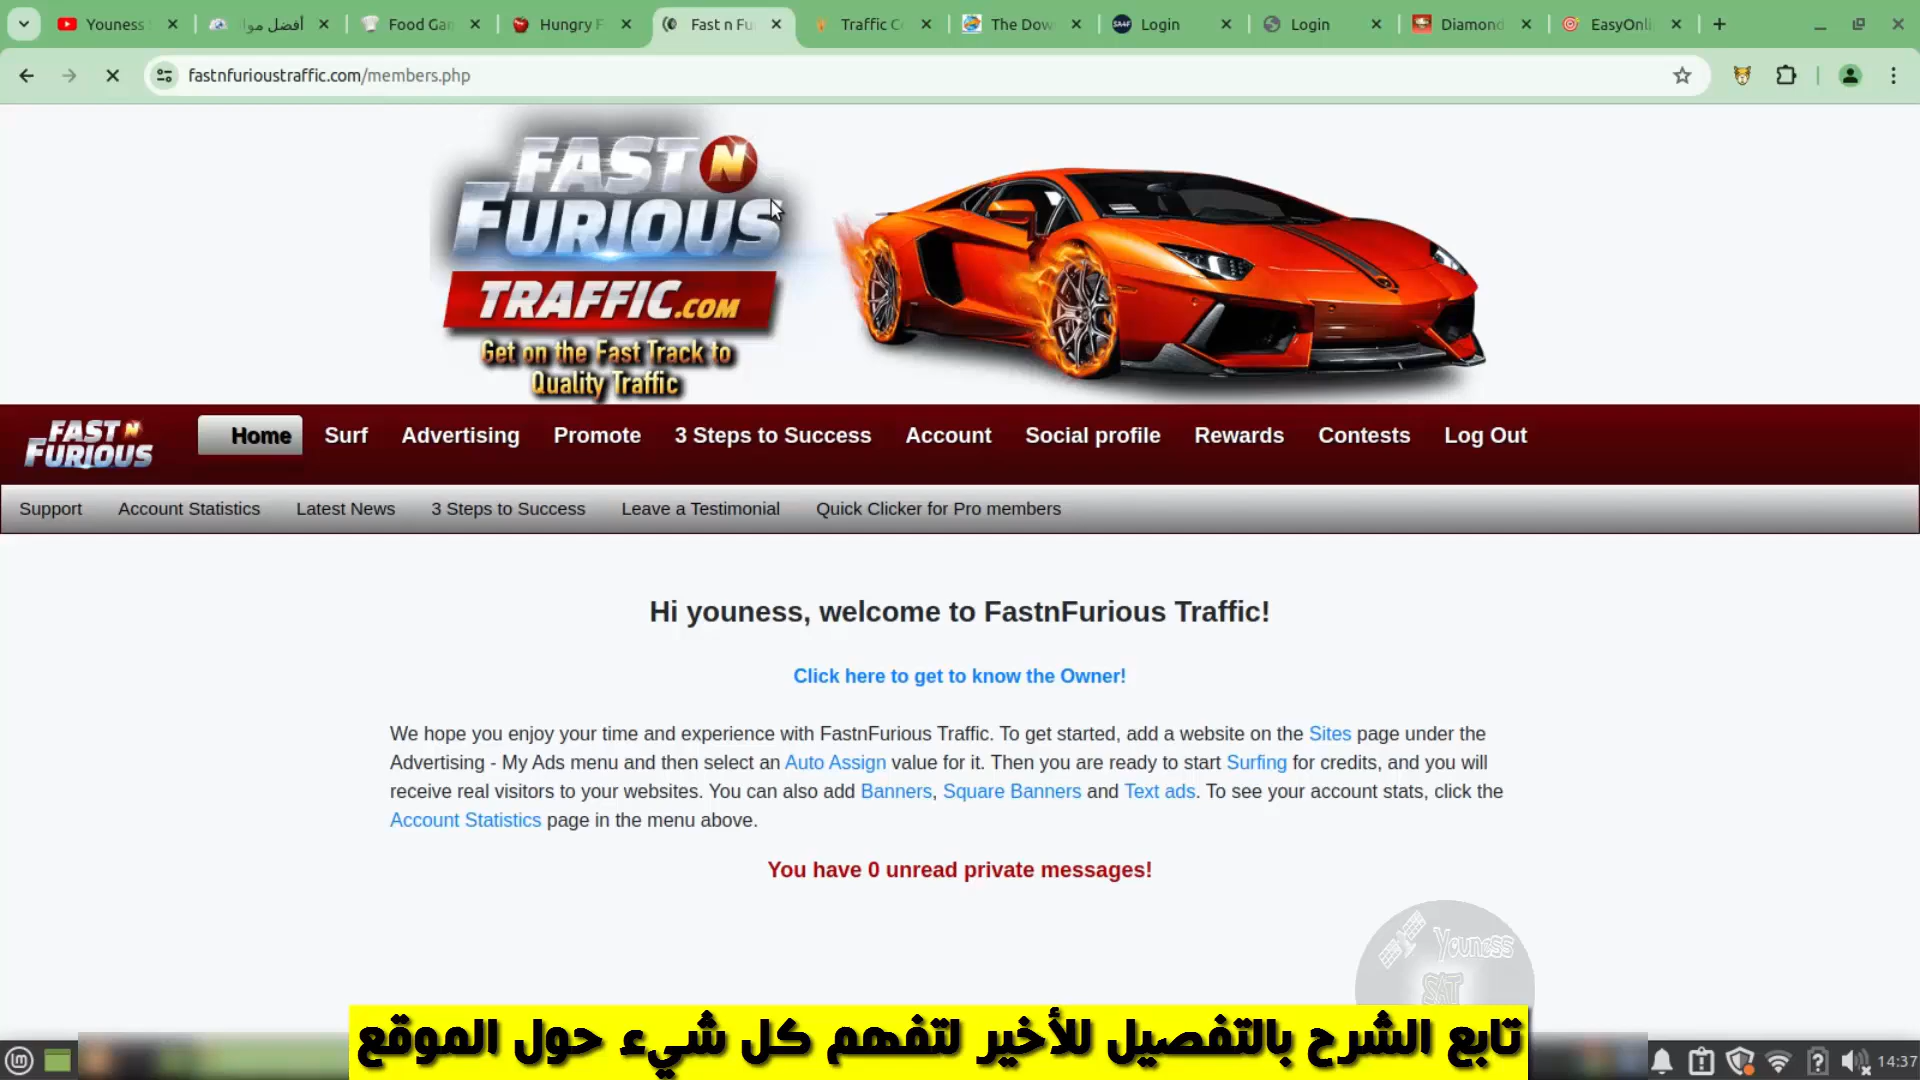 Youness
أفضل موا
Food Ga
Hungry F
Fast n Fu
Traffic C
The Dow
Login
Login
Diamond
EasyOnli
fastnfurioustraffic.com/members.php
FAST N
FURIOUS
TRAFFIC.COM
Get on the Fast Track to
Quality Traffic
FAST N
FURIOUS
Home Surf Advertising Promote 3 Steps to Success Account Social profile Rewards Contests Log Out
Support Account Statistics Latest News 3 Steps to Success Leave a Testimonial Quick Clicker for Pro members
Hi youness, welcome to FastnFurious Traffic!
Click here to get to know the Owner!
We hope you enjoy your time and experience with FastnFurious Traffic. To get started, add a website on the Sites page under the
Advertising - My Ads menu and then select an Auto Assign value for it. Then you are ready to start Surfing for credits, and you will
receive real visitors to your websites. You can also add Banners, Square Banners and Text ads. To see your account stats, click the
Account Statistics page in the menu above.
You have 0 unread private messages!
Youness
SAT
تابع الشرح بالتفصيل للأخير لتفهم كل شيء حول الموقع
14:37